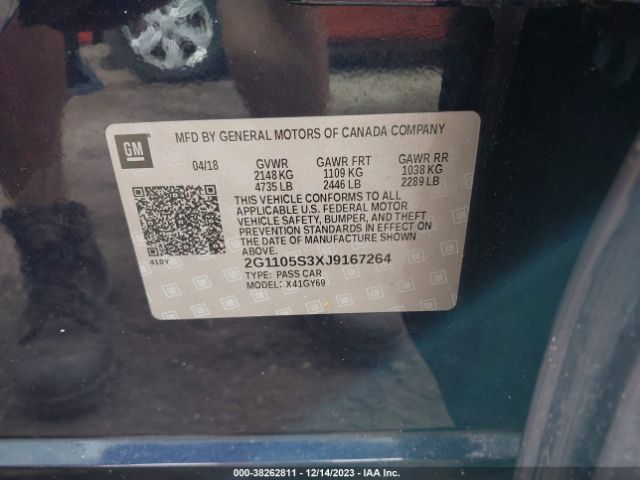 GM
MFD BY GENERAL MOTORS OF CANADA COMPANY
04/18 GVWR GAWR FRT GAWR RR
2148 KG 1109 KG 1038 KG
4735 LB 2446 LB 2289 LB
THIS VEHICLE CONFORMS TO ALL
APPLICABLE U.S. FEDERAL MOTOR
VEHICLE SAFETY, BUMPER, AND THEFT
PREVENTION STANDARDS IN EFFECT ON
THE DATE OF MANUFACTURE SHOWN
ABOVE.
410Y
2G1105S3XJ9167264
TYPE: PASS CAR
MODEL: X41GY69
000-38262811 - 12/14/2023 - IAA Inc.